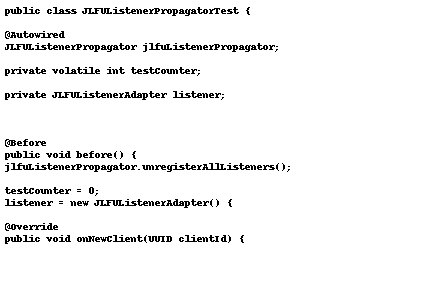 public class JLFUListenerPropagatorTest {
@Autowired
JLFUListenerPropagator jlfuListenerPropagator;
private volatile int testCounter;
private JLFUListenerAdapter listener;
@Before
public void before() {
jlfuListenerPropagator.unregisterAllListeners();
testCounter = 0;
listener = new JLFUListenerAdapter() {
@Override
public void onNewClient(UUID clientId) {